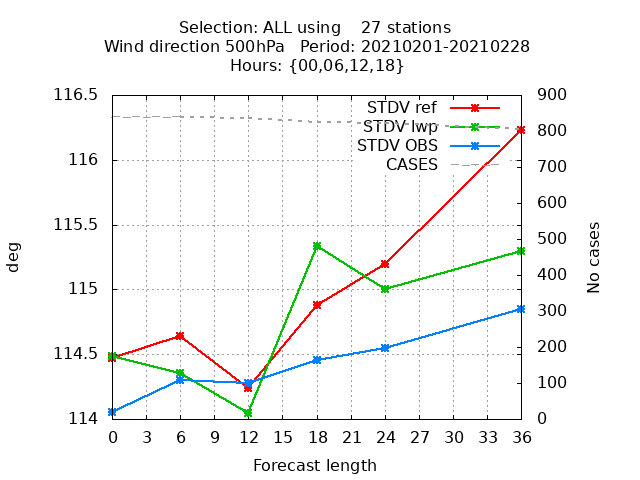 Selection: ALL using    27 stations
Wind direction 500hPa   Period: 20210201-20210228
Hours: {00,06,12,18}
STDV ref
STDV lwp
STDV OBS
CASES
116.5
116
115.5
115
114.5
114
deg
900
800
700
600
500
400
300
200
100
0
No cases
0 3 6 9 12 15 18 21 24 27 30 33 36
Forecast length